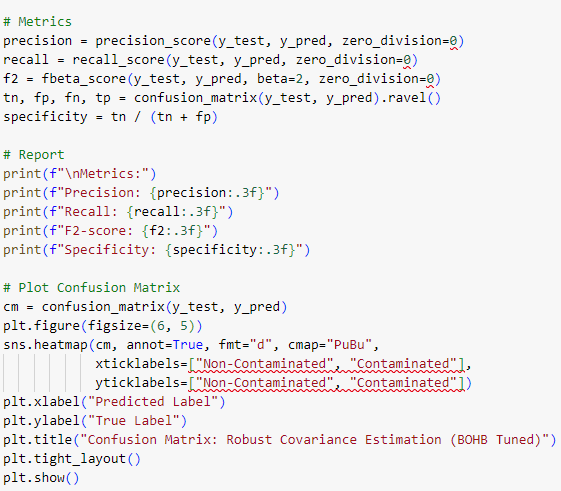 # Metrics
precision = precision_score(y_test, y_pred, zero_division=0)
recall = recall_score(y_test, y_pred, zero_division=0)
f2 = fbeta_score(y_test, y_pred, beta=2, zero_division=0)
tn, fp, fn, tp = confusion_matrix(y_test, y_pred).ravel()
specificity = tn / (tn + fp)

# Report
print(f"\nMetrics:")
print(f"Precision: {precision:.3f}")
print(f"Recall: {recall:.3f}")
print(f"F2-score: {f2:.3f}")
print(f"Specificity: {specificity:.3f}")

# Plot Confusion Matrix
cm = confusion_matrix(y_test, y_pred)
plt.figure(figsize=(6, 5))
sns.heatmap(cm, annot=True, fmt="d", cmap="PuBu",
            xticklabels=["Non-Contaminated", "Contaminated"],
            yticklabels=["Non-Contaminated", "Contaminated"])
plt.xlabel("Predicted Label")
plt.ylabel("True Label")
plt.title("Confusion Matrix: Robust Covariance Estimation (BOHB Tuned)")
plt.tight_layout()
plt.show()